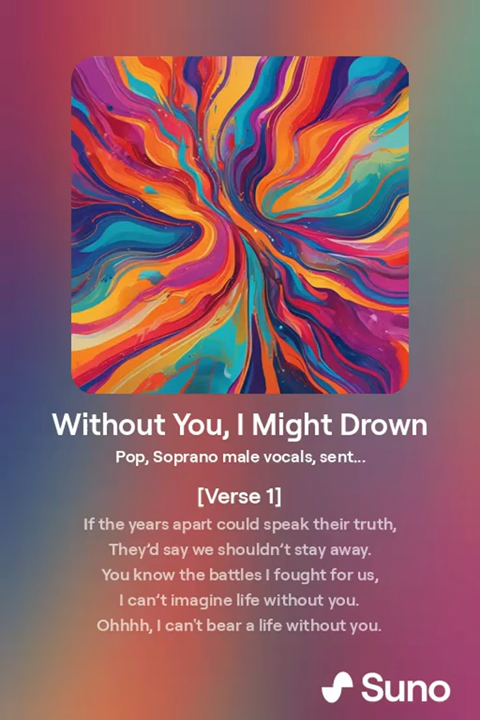 Without You, I Might Drown
Pop, Soprano male vocals, sent...
[Verse 1]
If the years apart could speak their truth,
They’d say we shouldn’t stay away.
You know the battles I fought for us,
I can’t imagine life without you.
Ohhhh, I can't bear a life without you.
Suno